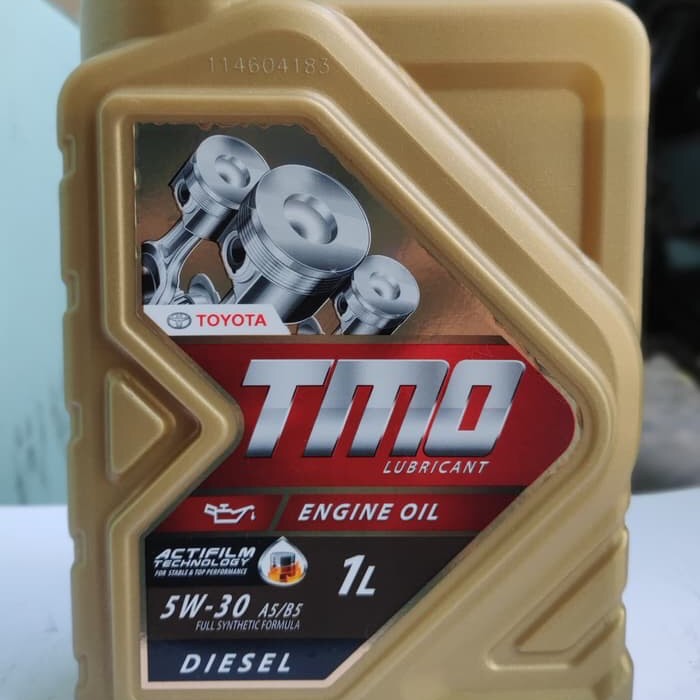 114604183
TOYOTA
TMO
LUBRICANT
ENGINE OIL
ACTIFILM
TECHNOLOGY
FOR STABLE & TOP PERFORMANCE
1L
5W-30 A5/B5
FULL SYNTHETIC FORMULA
DIESEL